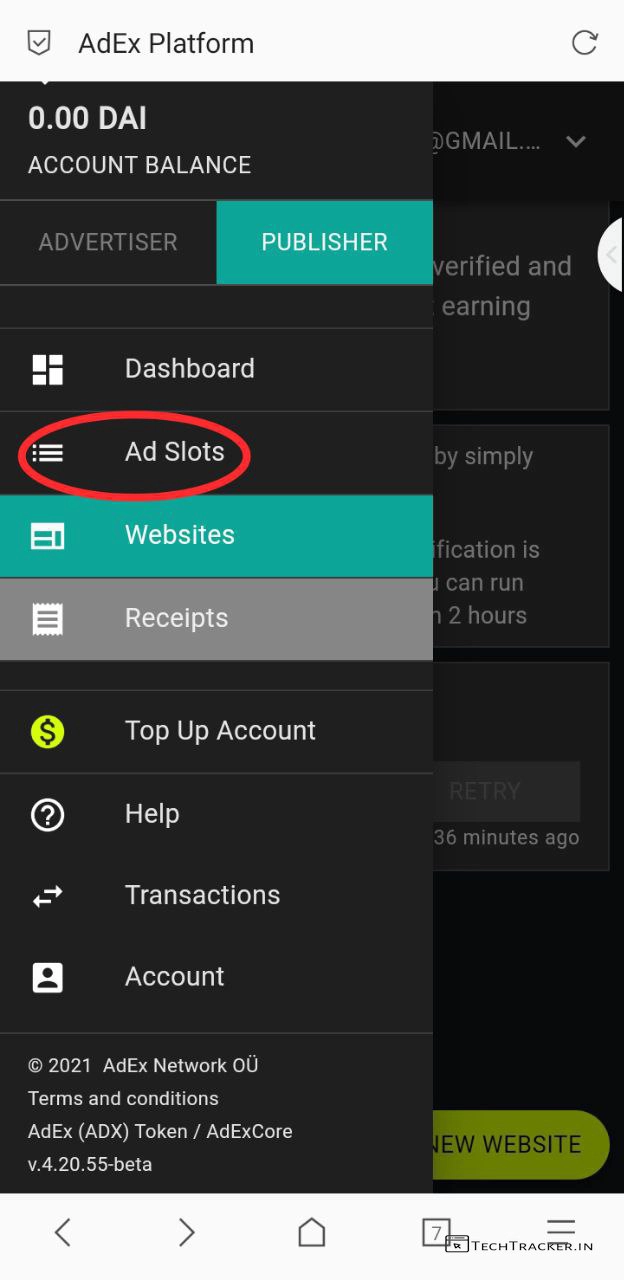 AdEx Platform
0.00 DAI
ACCOUNT BALANCE
@GMAIL....
ADVERTISER
PUBLISHER
verified and
earning
Dashboard
Ad Slots
by simply
Websites
ification is
u can run
Receipts
n 2 hours
Top Up Account
RETRY
Help
36 minutes ago
Transactions
Account
© 2021 AdEx Network OÜ
Terms and conditions
AdEx (ADX) Token / AdExCore
NEW WEBSITE
v.4.20.55-beta
7
TECHTRACKER.IN